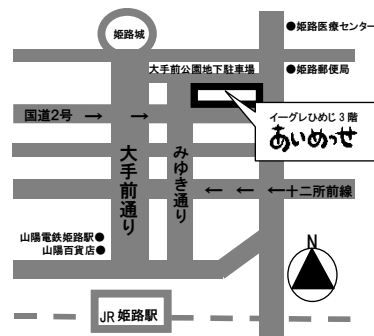 姫路城
●姫路医療センター
大手前公園地下駐車場
●姫路郵便局
国道2号 → →
イーグレひめじ3階
あいめっせ
大手前通り
みゆき通り
← ← ←十二所前線
山陽電鉄姫路駅●
山陽百貨店●
N
JR 姫路駅